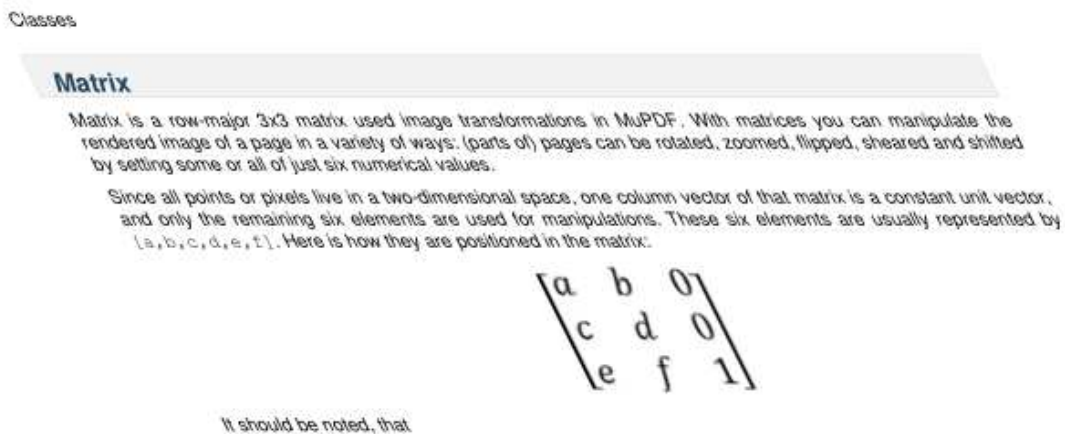 Classes
Matrix
Matrix is a row-major 3x3 matrix used image transformations in MuPDF. With matrices you can manipulate the
rendered image of a page in a variety of ways: (parts of) pages can be rotated, zoomed, flipped, sheared and shifted
by setting some or all of just six numerical values.
Since all points or pixels live in a two-dimensional space, one column vector of that matrix is a constant unit vector,
and only the remaining six elements are used for manipulations. These six elements are usually represented by
[a,b,c,d,e,f]. Here is how they are positioned in the matrix:
a b 0
c d 0
e f 1
It should be noted, that